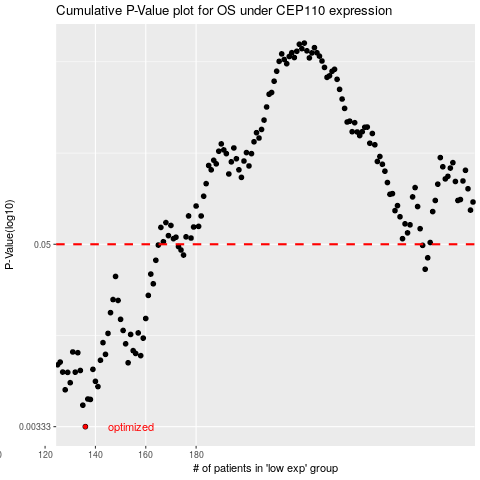 Cumulative P-Value plot for OS under CEP110 expression
P-Value(log10)
0.05
0.00333
optimized
0 120 140 160 180
# of patients in 'low exp' group